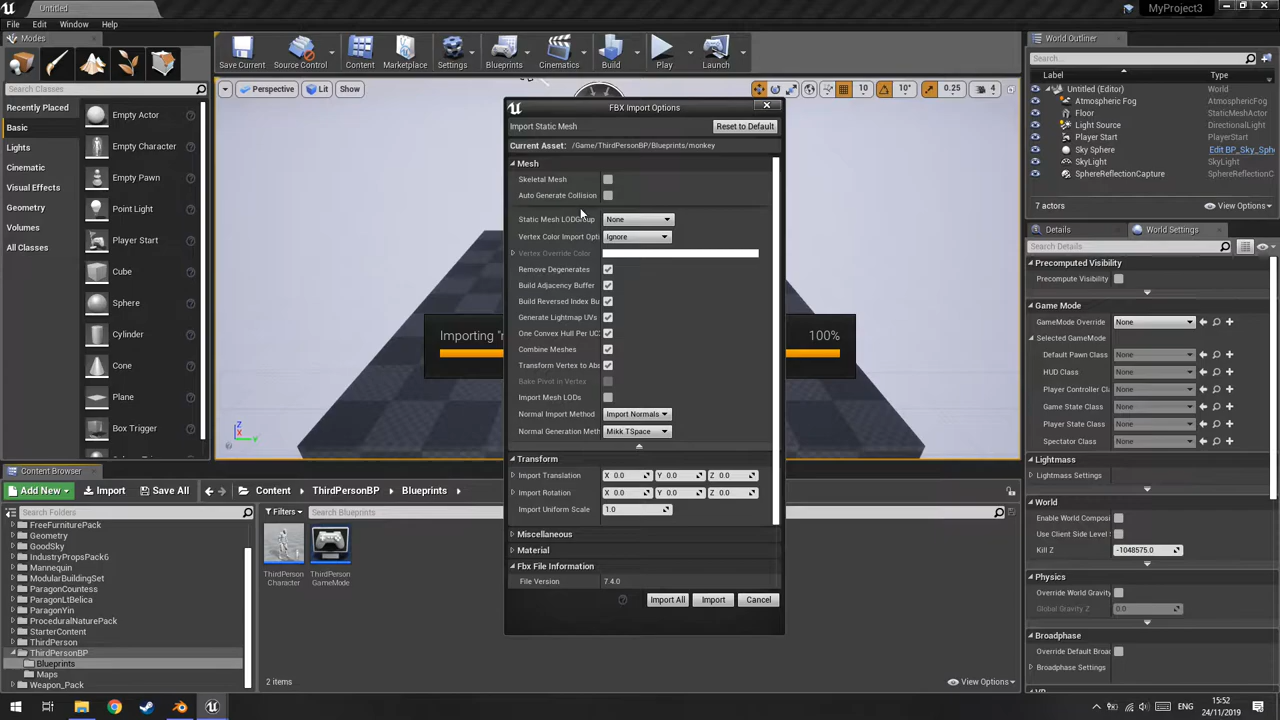 Untitled
MyProject3
File Edit Window Help
Modes
Search Classes
Recently Placed
Basic
Lights
Cinematic
Visual Effects
Geometry
Volumes
All Classes
Empty Actor
Empty Character
Empty Pawn
Point Light
Player Start
Cube
Sphere
Cylinder
Cone
Plane
Box Trigger
Save Current
Source Control
Content
Marketplace
Settings
Blueprints
Cinematics
Build
Play
Launch
Perspective
Lit
Show
10
10°
0.25
4
FBX Import Options
Import Static Mesh
Reset to Default
Current Asset: /Game/ThirdPersonBP/Blueprints/monkey
Mesh
Skeletal Mesh
Auto Generate Collision
Static Mesh LODGroup None
Vertex Color Import Opti Ignore
Vertex Override Color
Remove Degenerates
Build Adjacency Buffer
Build Reversed Index Bu
Generate Lightmap UVs
One Convex Hull Per UC
Combine Meshes
Transform Vertex to Abs
Bake Pivot in Vertex
Import Mesh LODs
Normal Import Method Import Normals
Normal Generation Meth Mikk TSpace
Transform
Import Translation X 0.0 Y 0.0 Z 0.0
Import Rotation X 0.0 Y 0.0 Z 0.0
Import Uniform Scale 1.0
Miscellaneous
Material
Fbx File Information
File Version 7.4.0
Import All
Import
Cancel
Importing "
100%
X
Y
Z
World Outliner
Search...
Label Type
Untitled (Editor) World
Atmospheric Fog AtmosphericFog
Floor StaticMeshActor
Light Source DirectionalLight
Player Start PlayerStart
Sky Sphere Edit BP_Sky_Sph
SkyLight SkyLight
SphereReflectionCapture SphereReflectionCapture
7 actors
View Options
Details
World Settings
Search Details
Precomputed Visibility
Precompute Visibility
Game Mode
GameMode Override None
Selected GameMode
Default Pawn Class None
HUD Class None
Player Controller Cl None
Game State Class None
Player State Class None
Spectator Class None
Lightmass
Lightmass Settings
World
Enable World Composi
Use Client Side Level
Kill Z -1048575.0
Physics
Override World Gravity
Global Gravity Z 0.0
Broadphase
Override Default Broa
Broadphase Settings
VR
Content Browser
Add New
Import
Save All
Content
ThirdPersonBP
Blueprints
Search Folders
Filters
Search Blueprints
FreeFurniturePack
Geometry
GoodSky
IndustryPropsPack6
Mannequin
ModularBuildingSet
ParagonCountess
ParagonLtBelica
ParagonYin
ProceduralNaturePack
StarterContent
ThirdPerson
ThirdPersonBP
Blueprints
Maps
Weapon_Pack
ThirdPerson
Character
ThirdPerson
GameMode
2 items
View Options
ENG
15:52
24/11/2019